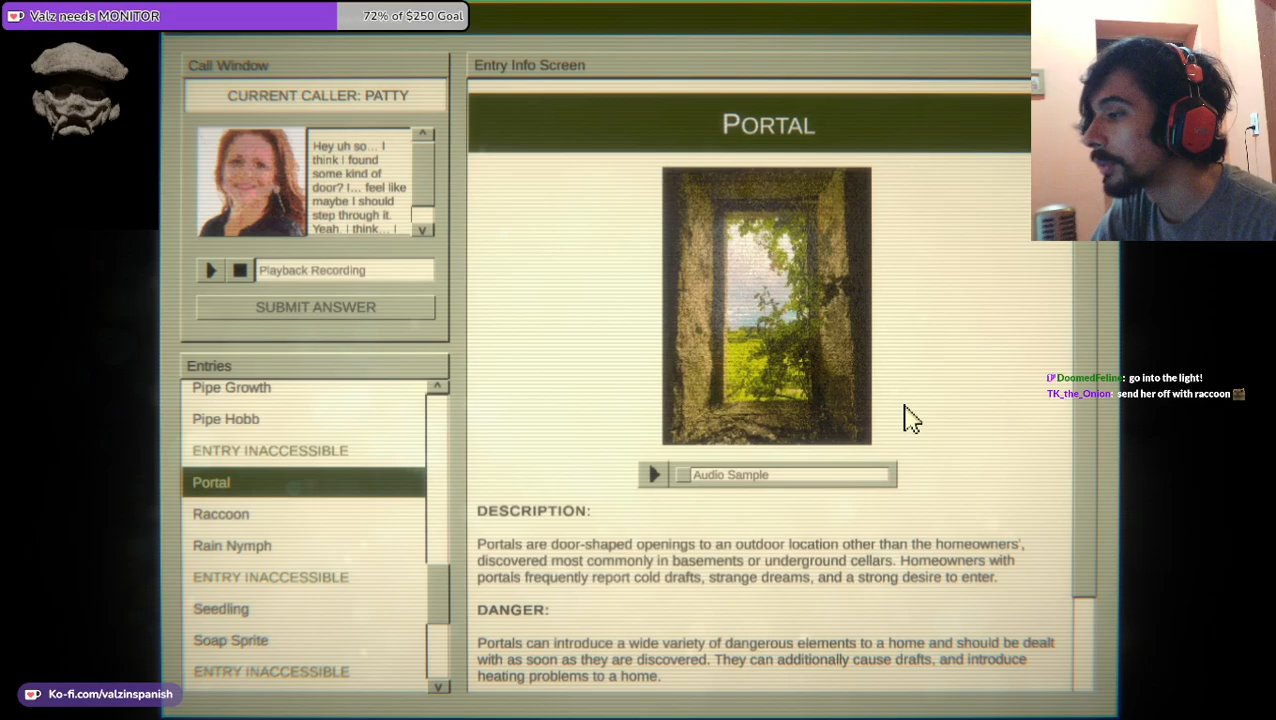 Valz needs MONITOR
72% of $250 Goal
Call Window
CURRENT CALLER: PATTY
Hey uh so... I
think I found
some kind of
door? I... feel like
maybe I should
step through it.
Yeah, I think... I
Playback Recording
SUBMIT ANSWER
Entries
Pipe Growth
Pipe Hobb
ENTRY INACCESSIBLE
Portal
Raccoon
Rain Nymph
ENTRY INACCESSIBLE
Seedling
Soap Sprite
ENTRY INACCESSIBLE
Entry Info Screen
PORTAL
Audio Sample
DESCRIPTION:
Portals are door-shaped openings to an outdoor location other than the homeowners',
discovered most commonly in basements or underground cellars. Homeowners with
portals frequently report cold drafts, strange dreams, and a strong desire to enter.
DANGER:
Portals can introduce a wide variety of dangerous elements to a home and should be dealt
with as soon as they are discovered. They can additionally cause drafts, and introduce
heating problems to a home.
DoomedFeline: go into the light!
TK_the_Onion: send her off with raccoon
Ko-fi.com/valzinspanish